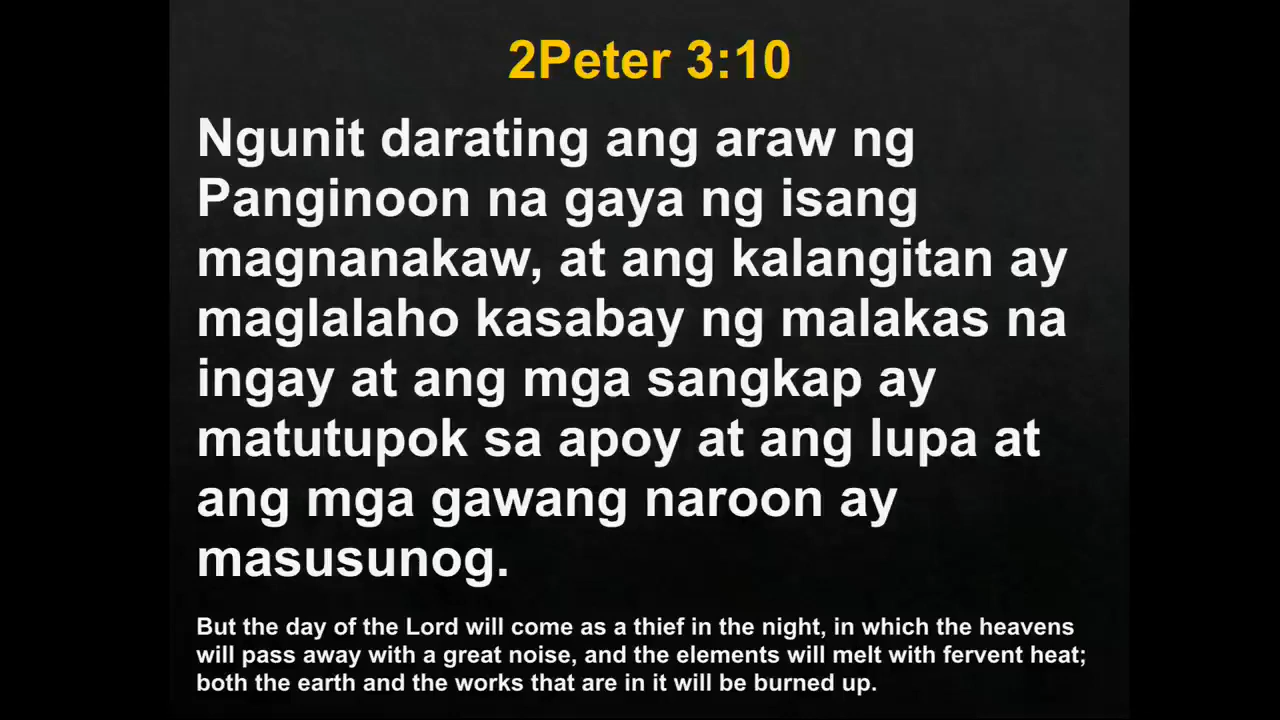 2Peter 3:10
Ngunit darating ang araw ng
Panginoon na gaya ng isang
magnanakaw, at ang kalangitan ay
maglalaho kasabay ng malakas na
ingay at ang mga sangkap ay
matutupok sa apoy at ang lupa at
ang mga gawang naroon ay
masusunog.
But the day of the Lord will come as a thief in the night, in which the heavens
will pass away with a great noise, and the elements will melt with fervent heat;
both the earth and the works that are in it will be burned up.